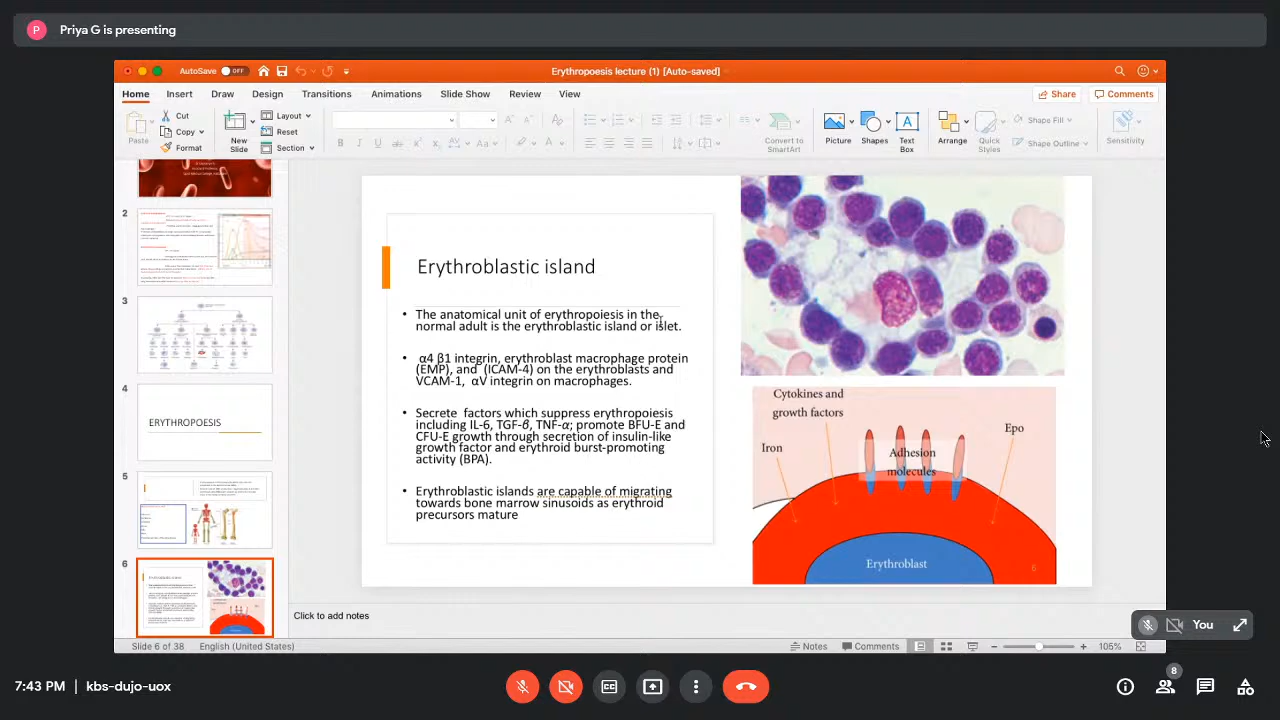 P Priya G is presenting
AutoSave OFF
Erythropoesis lecture (1) [Auto-saved]
Home Insert Draw Design Transitions Animations Slide Show Review View
Share Comments
Paste
Cut
Copy
Format
New Slide
Layout
Reset
Section
Convert to SmartArt
Picture
Shapes
Text Box
Arrange
Quick Styles
Shape Fill
Shape Outline
Sensitivity
2
3
4
ERYTHROPOESIS
5
6
Erythroblastic island
• The anatomical unit of erythropoiesis in the
normal adult is the erythroblastic island or islet.
• α4 β1 integrin, erythroblast macrophage protein
(EMP), and (ICAM-4) on the erythroblasts and
VCAM-1, αV integrin on macrophages.
• Secrete factors which suppress erythropoiesis
including IL-6, TGF-β, TNF-α; promote BFU-E and
CFU-E growth through secretion of insulin-like
growth factor and erythroid burst-promoting
activity (BPA).
• Erythroblastic islands are capable of migrating
towards bone marrow sinusoids as erythroid
precursors mature
Cytokines and
growth factors
Iron
Epo
Adhesion
molecules
Erythroblast
6
Click to add notes
You
Slide 6 of 38 English (United States)
Notes Comments 105%
7:43 PM | kbs-dujo-uox
8